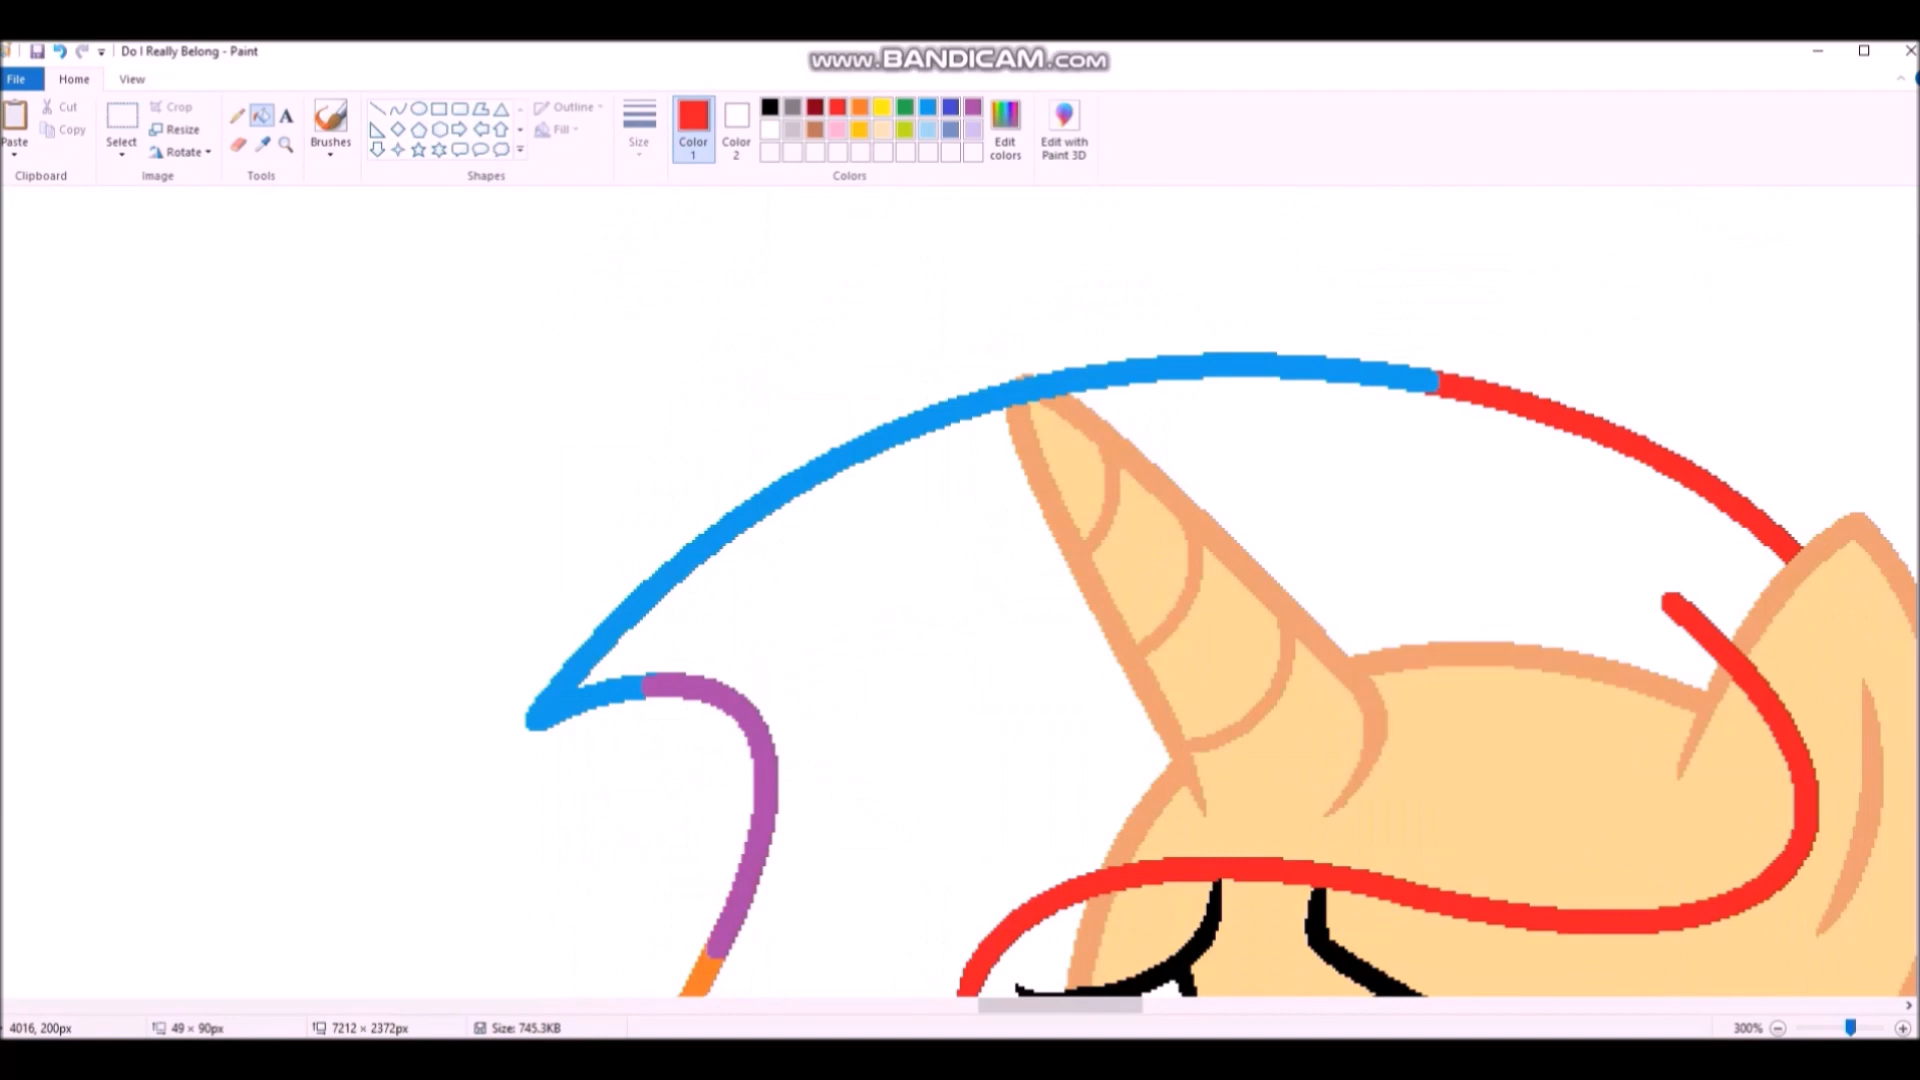 Do I Really Belong - Paint
www.BANDICAM.com
File Home View
Paste
Cut
Copy
Clipboard
Select
Crop
Resize
Rotate
Image
A
Tools
Brushes
Outline
Fill
Shapes
Size
Color 1
Color 2
Colors
Edit colors
Edit with Paint 3D
4016, 200px
49 × 90px
7212 × 2372px
Size: 745.3KB
300%